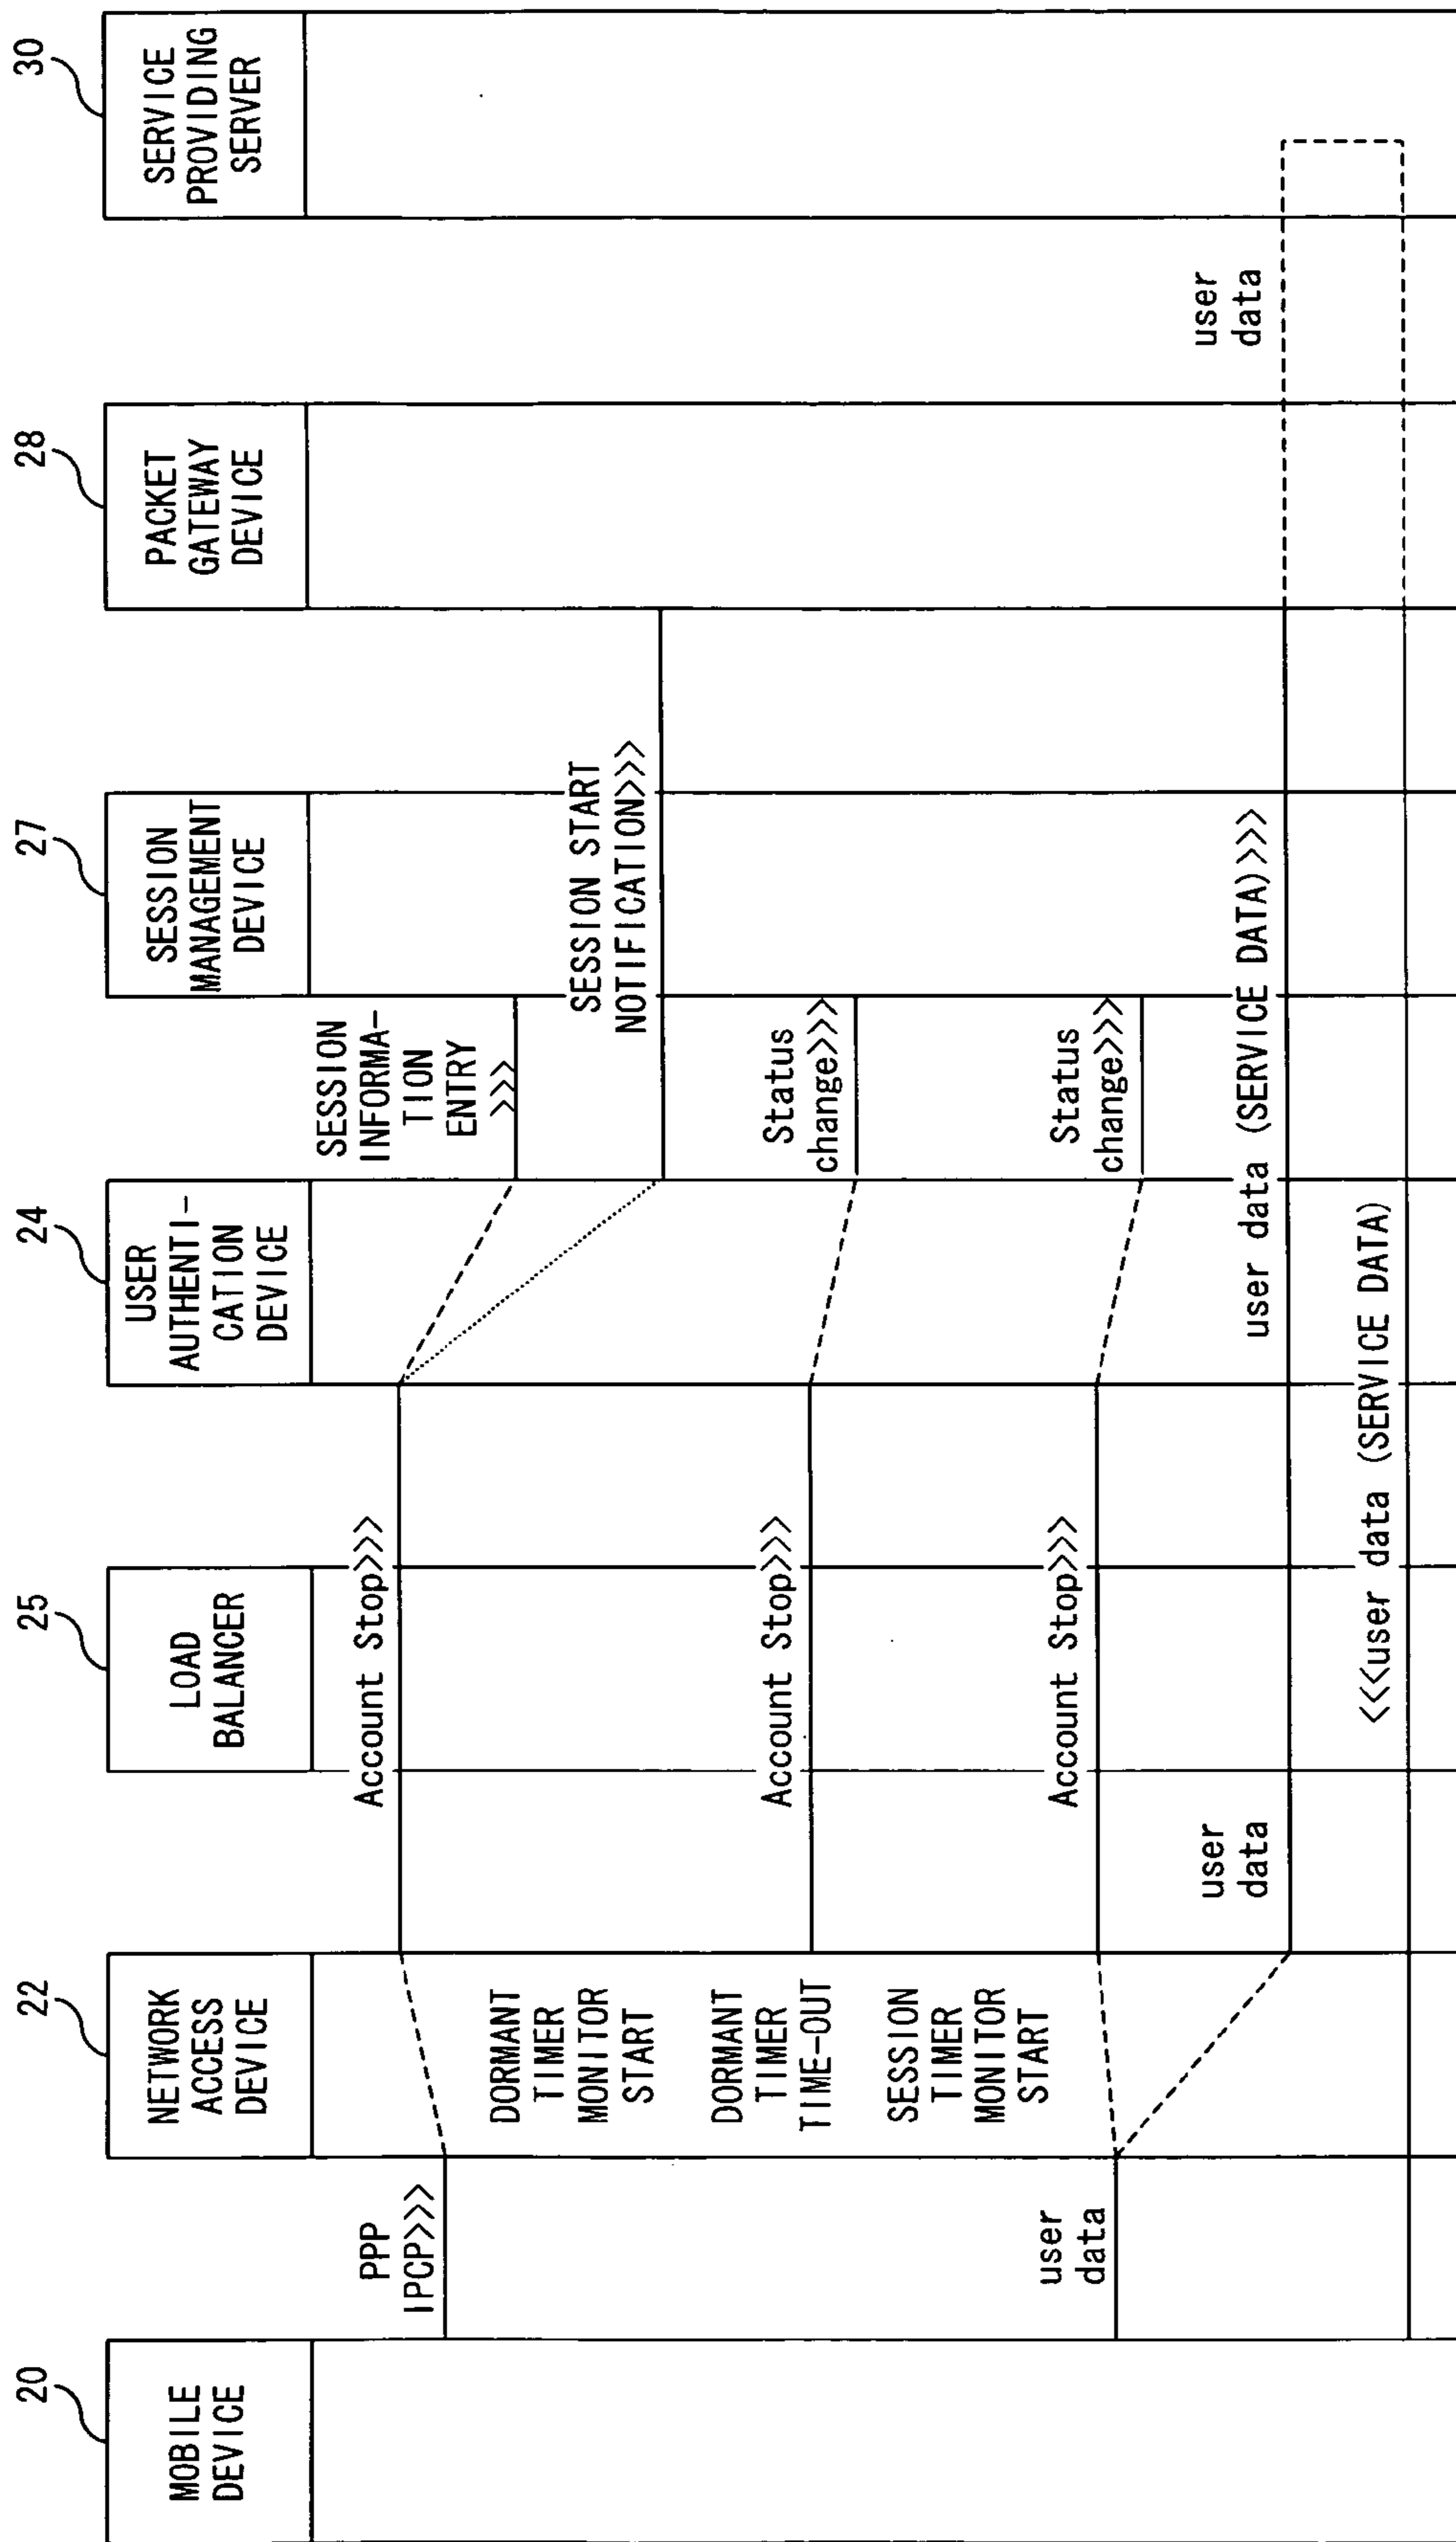 20
MOBILE
DEVICE
22
NETWORK
ACCESS
DEVICE
25
LOAD
BALANCER
24
USER
AUTHENTI-
CATION
DEVICE
27
SESSION
MANAGEMENT
DEVICE
28
PACKET
GATEWAY
DEVICE
30
SERVICE
PROVIDING
SERVER
PPP
IPCP>>>
Account Stop>>>
SESSION
INFORMA-
TION
ENTRY
>>>
DORMANT
TIMER
MONITOR
START
SESSION START
NOTIFICATION>>>
DORMANT
TIMER
TIME-OUT
Account Stop>>>
Status
change>>>
SESSION
TIMER
MONITOR
START
user
data
Account Stop>>>
Status
change>>>
user
data
user data (SERVICE DATA)>>>
user
data
<<<user data (SERVICE DATA)